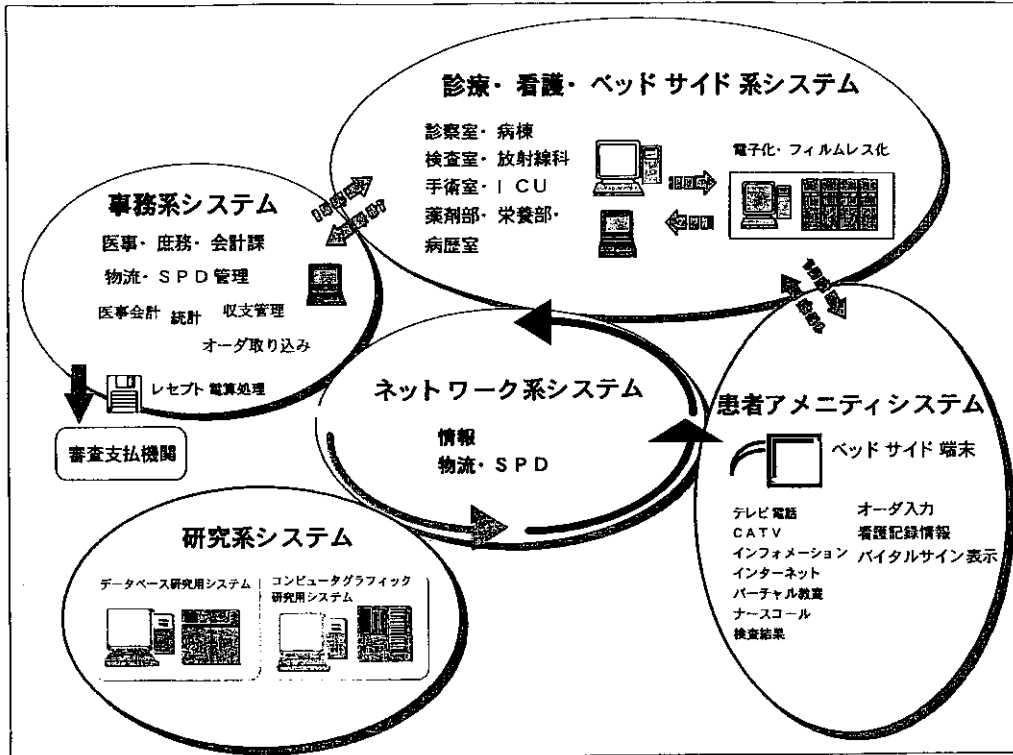 診療・看護・ベッドサイド系システム
診察室・病棟
検査室・放射線科
手術室・ICU
薬剤部・栄養部・
病歴室
電子化・フィルムレス化
事務系システム
医事・庶務・会計課
物流・SPD管理
医事会計 統計 収支管理
オーダ取り込み
レセプト電算処理
審査支払機関
ネットワーク系システム
情報
物流・SPD
患者アメニティシステム
ベッドサイド端末
テレビ電話
CATV
インフォメーション
インターネット
バーチャル教室
ナースコール
検査結果
オーダ入力
看護記録情報
バイタルサイン表示
研究系システム
データベース研究用システム
コンピュータグラフィック
研究用システム